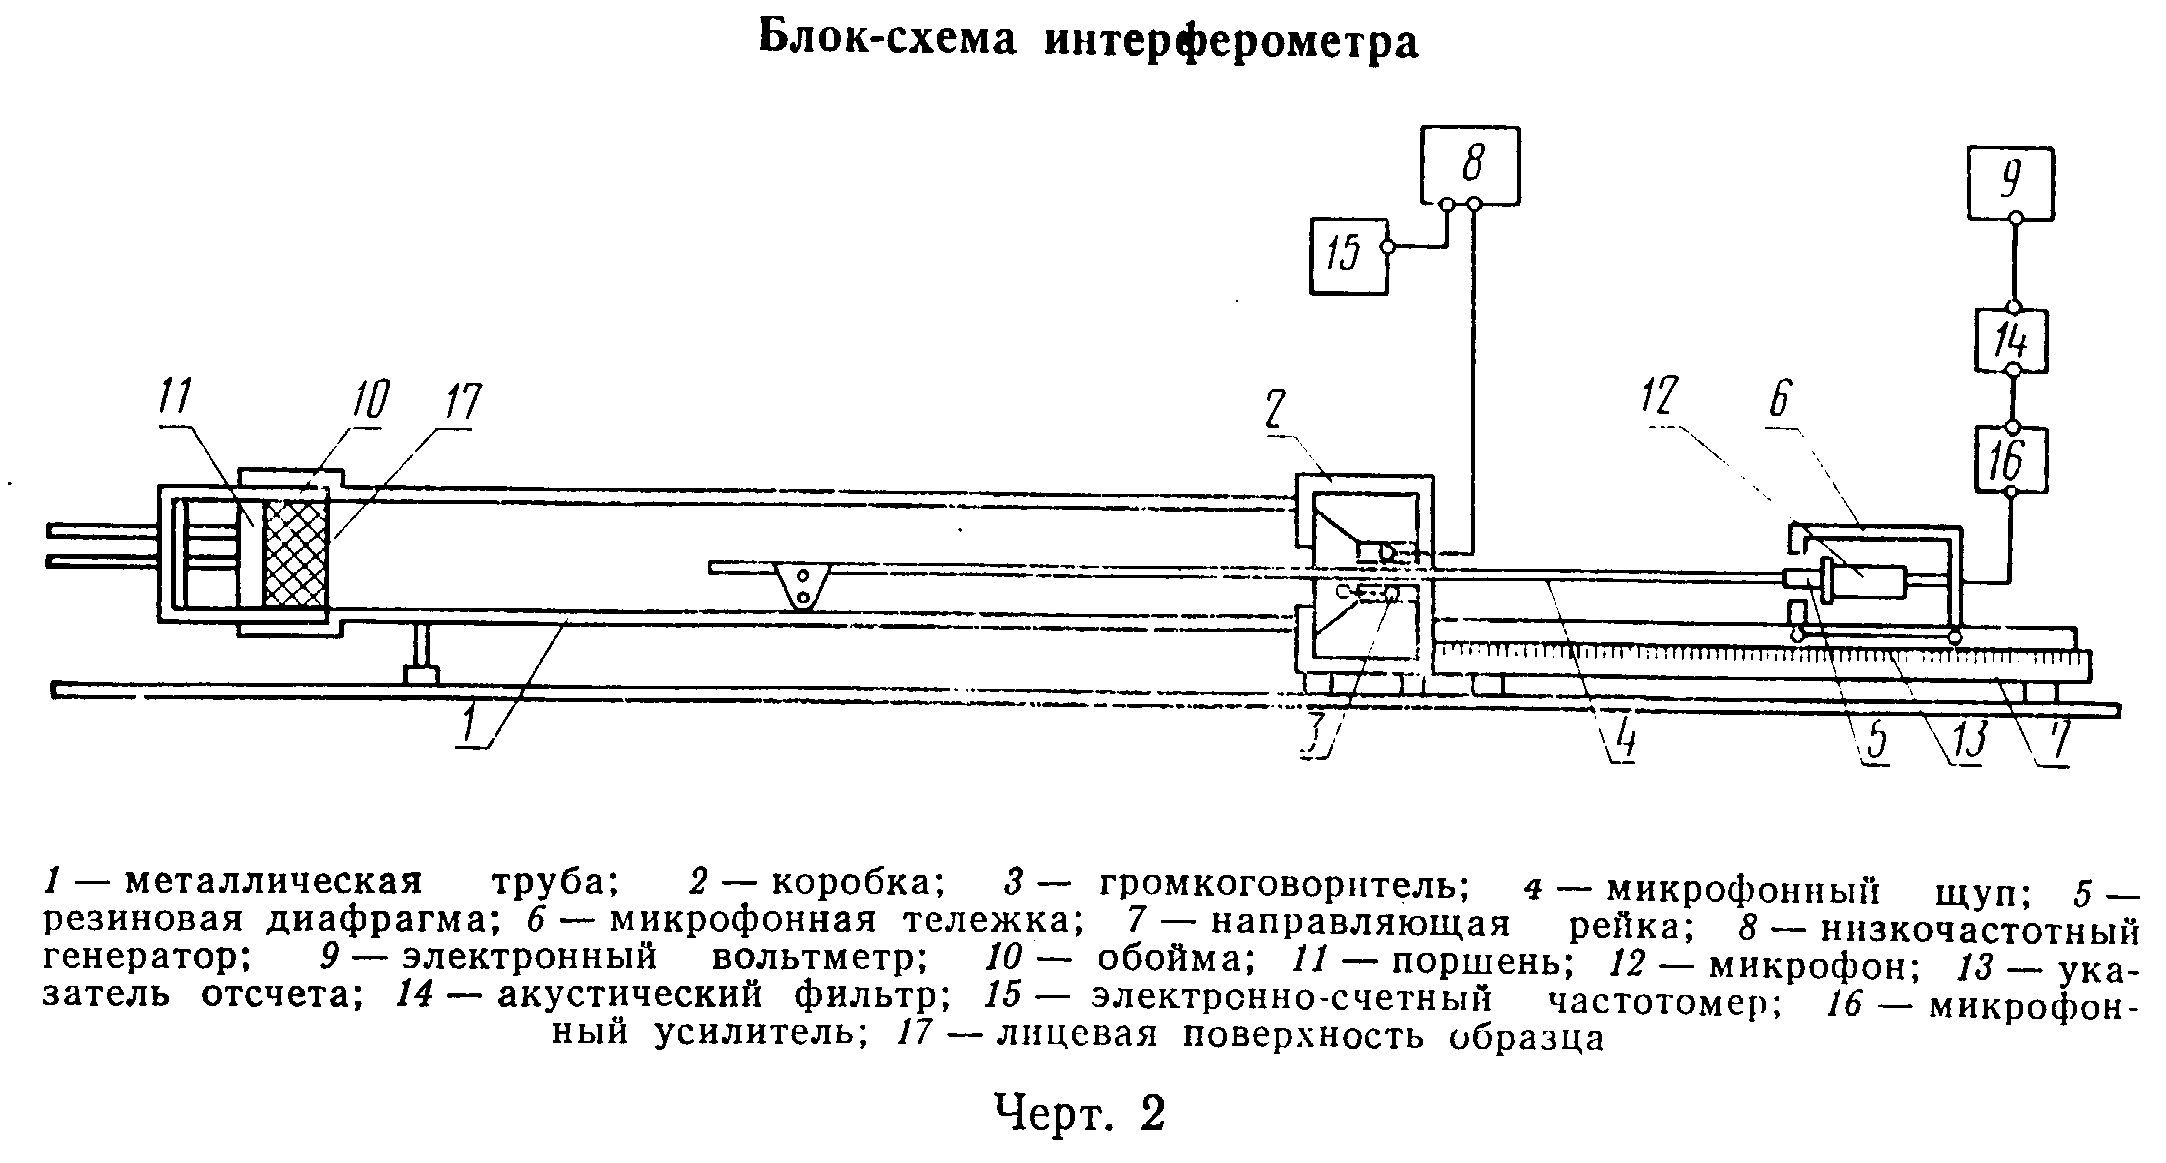 Блок-схема интерферометра
8
9
15
14
11
10
17
2
12
6
16
1
3
4
5
13
7
1 — металлическая труба; 2 — коробка; 3 — громкоговоритель; 4 — микрофонный щуп; 5 —
резиновая диафрагма; 6 — микрофонная тележка; 7 — направляющая рейка; 8 — низкочастотный
генератор; 9 — электронный вольтметр; 10 — обойма; 11 — поршень; 12 — микрофон; 13 — ука-
затель отсчета; 14 — акустический фильтр; 15 — электронно-счетный частотомер; 16 — микрофон-
ный усилитель; 17 — лицевая поверхность образца
Черт. 2